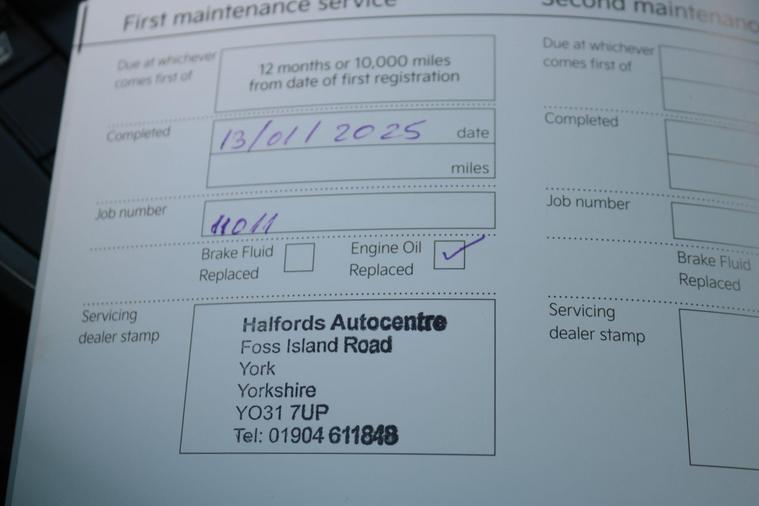 First maintenance service
Due at whichever
comes first of
12 months or 10,000 miles
from date of first registration
Completed
13/01/2025 date
miles
Job number
11011
Brake Fluid
Replaced
Engine Oil
Replaced
Servicing
dealer stamp
Halfords Autocentre
Foss Island Road
York
Yorkshire
YO31 7UP
Tel: 01904 611848
Second maintenanc
Due at whichever
comes first of
Completed
Job number
Brake Fluid
Replaced
Servicing
dealer stamp